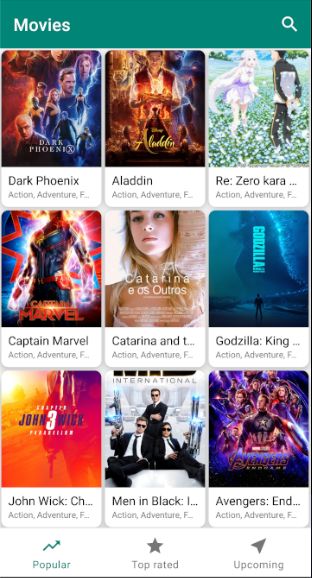 Movies
DARK
PHOENIX
Disney
Aladdin
Dark Phoenix
Action, Adventure, F...
Aladdin
Action, Adventure, F...
Re: Zero kara ...
Action, Adventure, F...
CAPTAIN
MARVEL
Catarina
e os Outros
GODZILLA
Captain Marvel
Action, Adventure, F...
Catarina and t...
Action, Adventure, F...
Godzilla: King ...
Action, Adventure, F...
CHAPTER
JOHN 3 WICK
PARABELLUM
INTERNATIONAL
AVENGERS
ENDGAME
John Wick: Ch...
Action, Adventure, F...
Men in Black: I...
Action, Adventure, F...
Avengers: End...
Action, Adventure, F...
Popular
Top rated
Upcoming